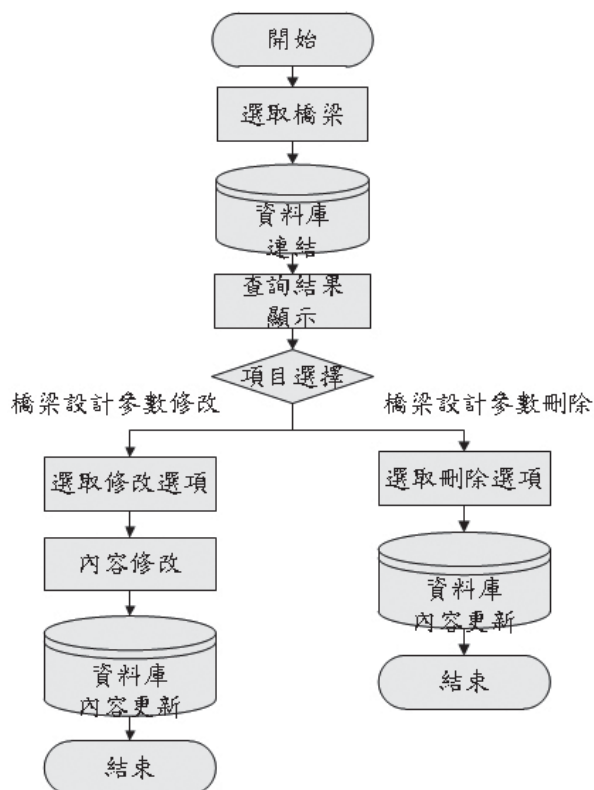 開始
選取橋梁
資料庫
連結
查詢結果
顯示
項目選擇
橋梁設計參數修改
橋梁設計參數刪除
選取修改選項
選取刪除選項
內容修改
資料庫
內容更新
資料庫
內容更新
結束
結束